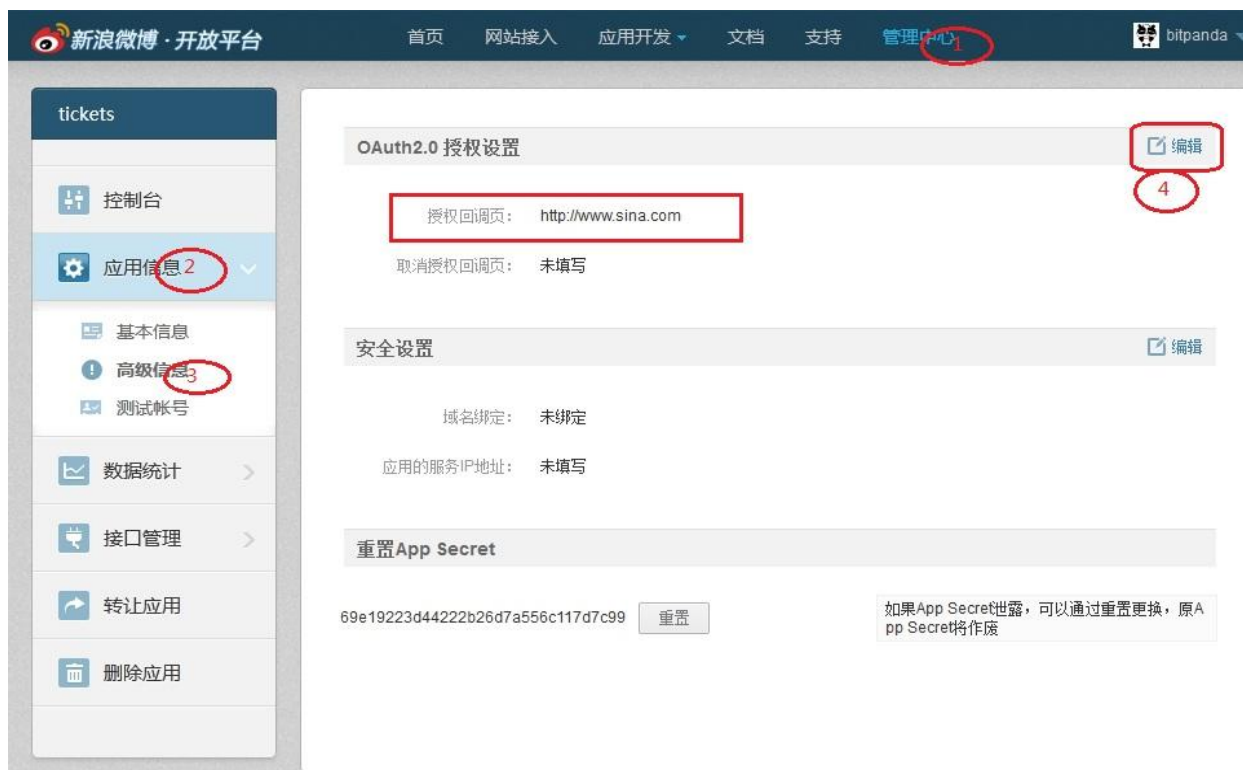 新浪微博·开放平台 首页 网站接入 应用开发 文档 支持 管理中心 1 bitpanda
tickets
控制台
应用信息 2
基本信息
高级信息 3
测试帐号
数据统计
接口管理
转让应用
删除应用
OAuth2.0 授权设置 编辑
4
授权回调页: http://www.sina.com
取消授权回调页: 未填写
安全设置 编辑
域名绑定: 未绑定
应用的服务IP地址: 未填写
重置App Secret
69e19223d44222b26d7a556c117d7c99 重置
如果App Secret泄露,可以通过重置更换,原A
pp Secret将作废